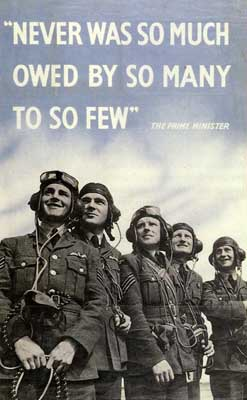 "NEVER WAS SO MUCH
OWED BY SO MANY
TO SO FEW"
THE PRIME MINISTER